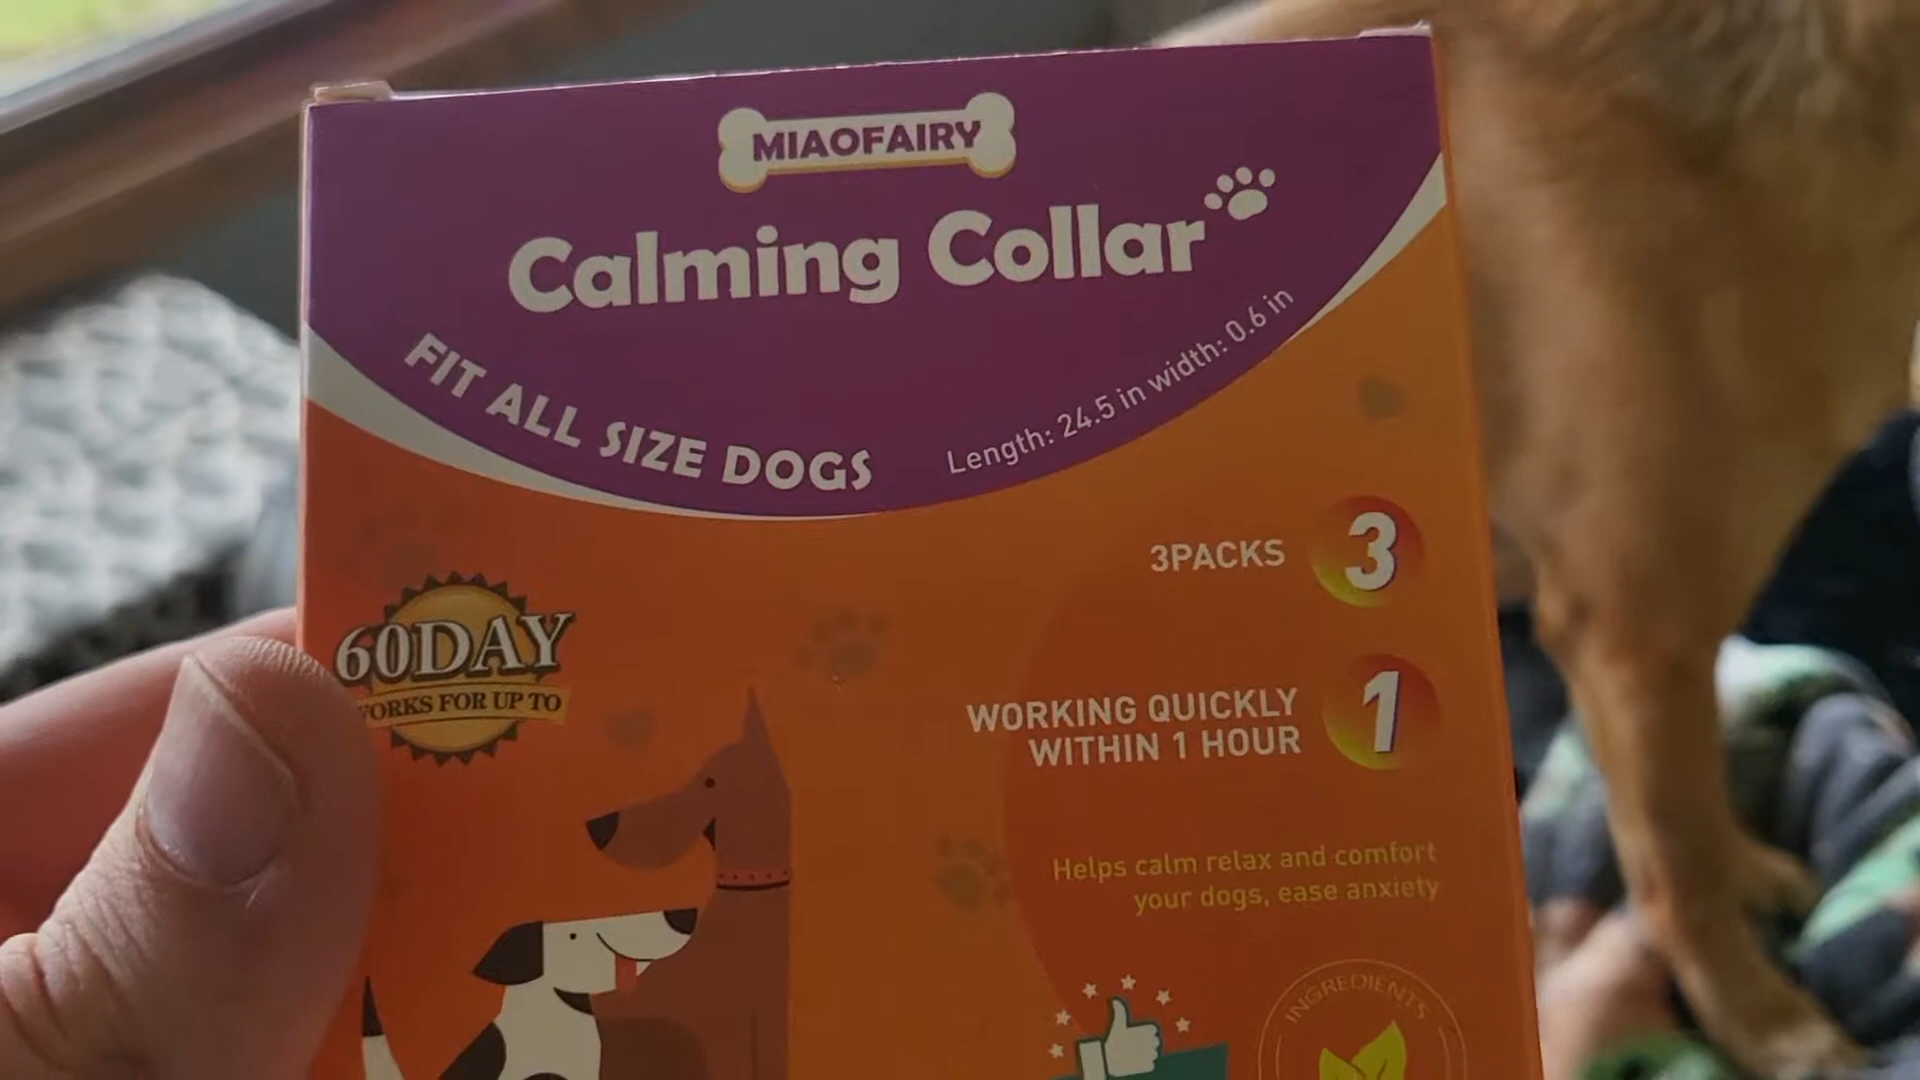 MIAOFAIRY
Calming Collar
FIT ALL SIZE DOGS
Length: 24.5 in width: 0.6 in
3PACKS 3
60DAY
WORKS FOR UP TO
WORKING QUICKLY
WITHIN 1 HOUR
1
Helps calm relax and comfort
your dogs, ease anxiety
INGREDIENTS